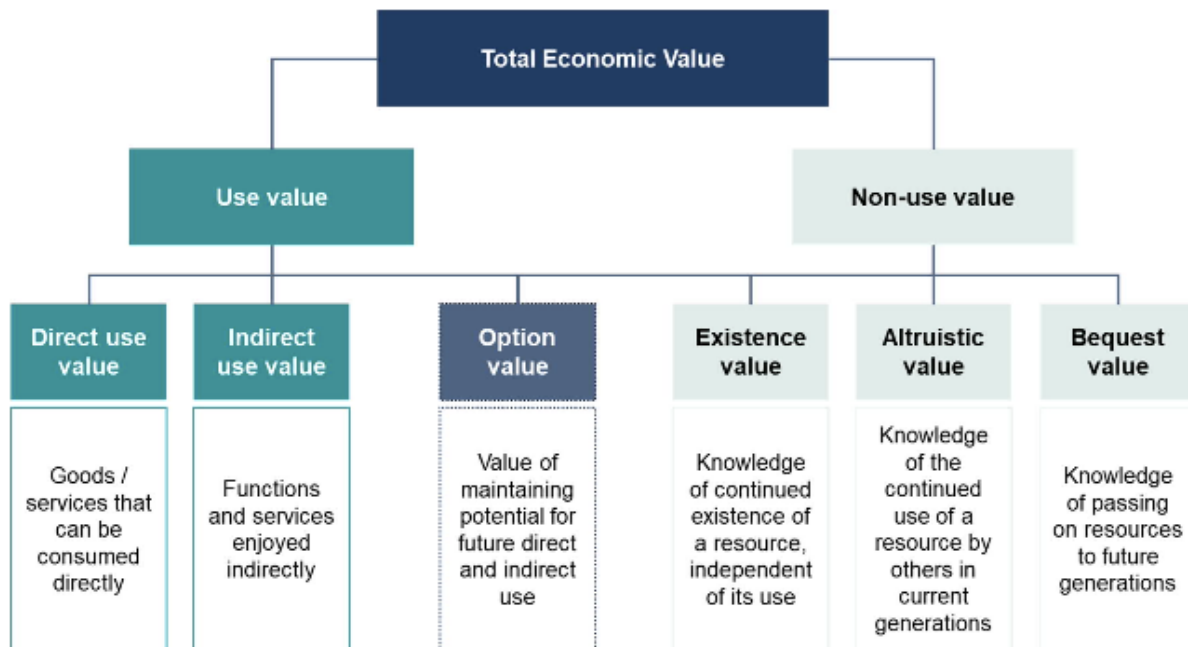 Total Economic Value
Use value
Non-use value
Direct use
value
Indirect
use value
Option
value
Existence
value
Altruistic
value
Bequest
value
Goods /
services that
can be
consumed
directly
Functions
and services
enjoyed
indirectly
Value of
maintaining
potential for
future direct
and indirect
use
Knowledge
of continued
existence of
a resource,
independent
of its use
Knowledge
of the
continued
use of a
resource by
others in
current
generations
Knowledge
of passing
on resources
to future
generations